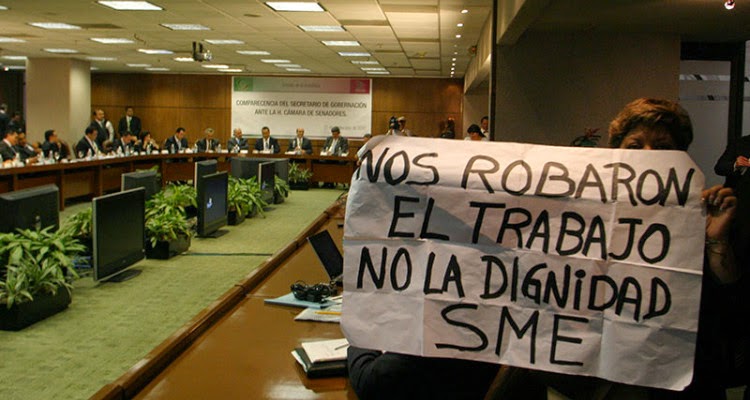 COMPARECENCIA DEL SECRETARIO DE GOBERNACIÓN
ANTE LA H. CÁMARA DE SENADORES.
NOS ROBARON
EL TRABAJO
NO LA DIGNIDAD
SME